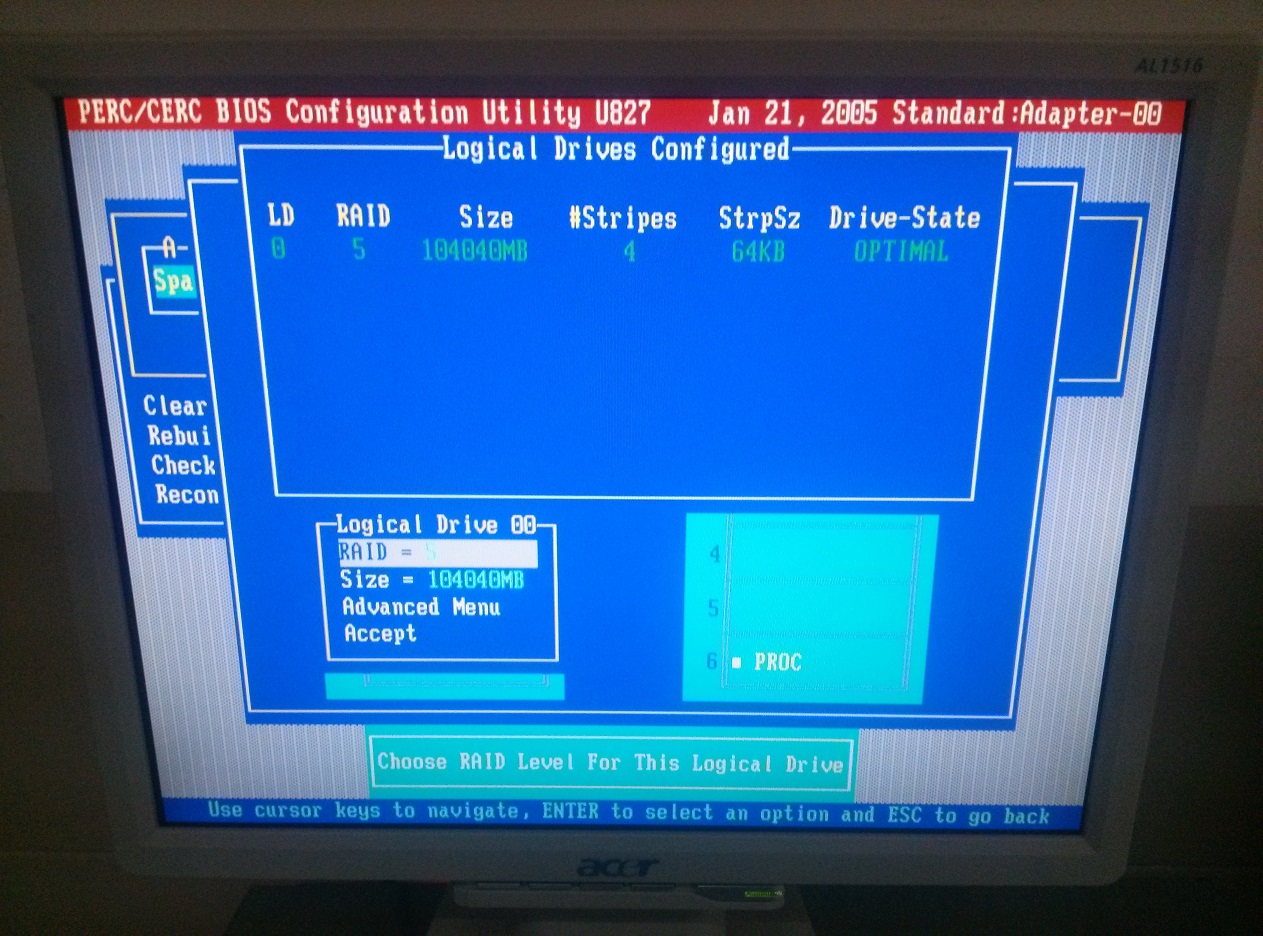 AL1516
PERC/CERC BIOS Configuration Utility U827 Jan 21, 2005 Standard:Adapter-00
Logical Drives Configured
LD RAID Size #Stripes StrpSz Drive-State
0 5 104040MB 4 64KB OPTIMAL
A-
Spa
Clear
Rebui
Check
Recon
Logical Drive 00
RAID = 5
Size = 104040MB
Advanced Menu
Accept
4
5
6 ■ PROC
Choose RAID Level For This Logical Drive
Use cursor keys to navigate, ENTER to select an option and ESC to go back
acer